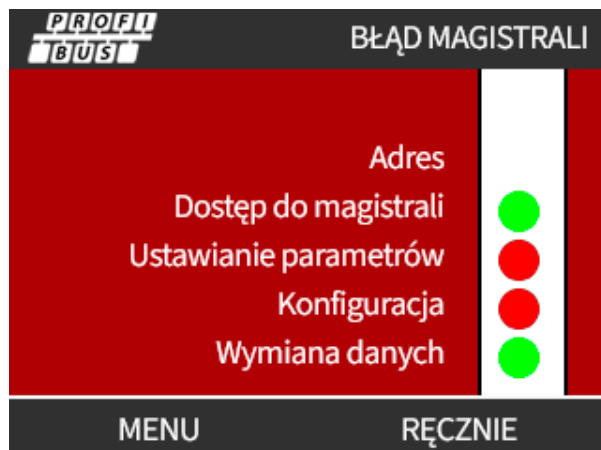 PROFI
BUS
BŁĄD MAGISTRALI
Adres
Dostęp do magistrali
Ustawianie parametrów
Konfiguracja
Wymiana danych
MENU
RĘCZNIE